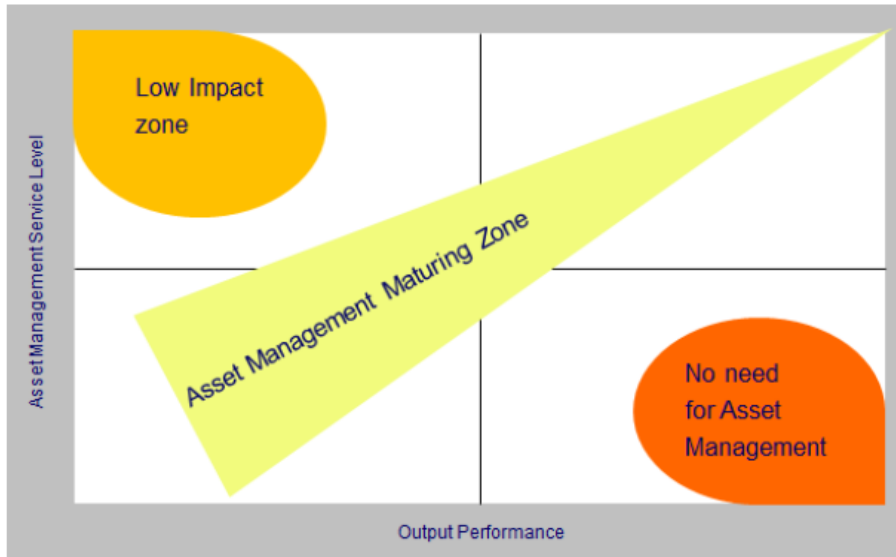 Low Impact
zone
Asset Management Service Level
Asset Management Maturing Zone
No need
for Asset
Management
Output Performance